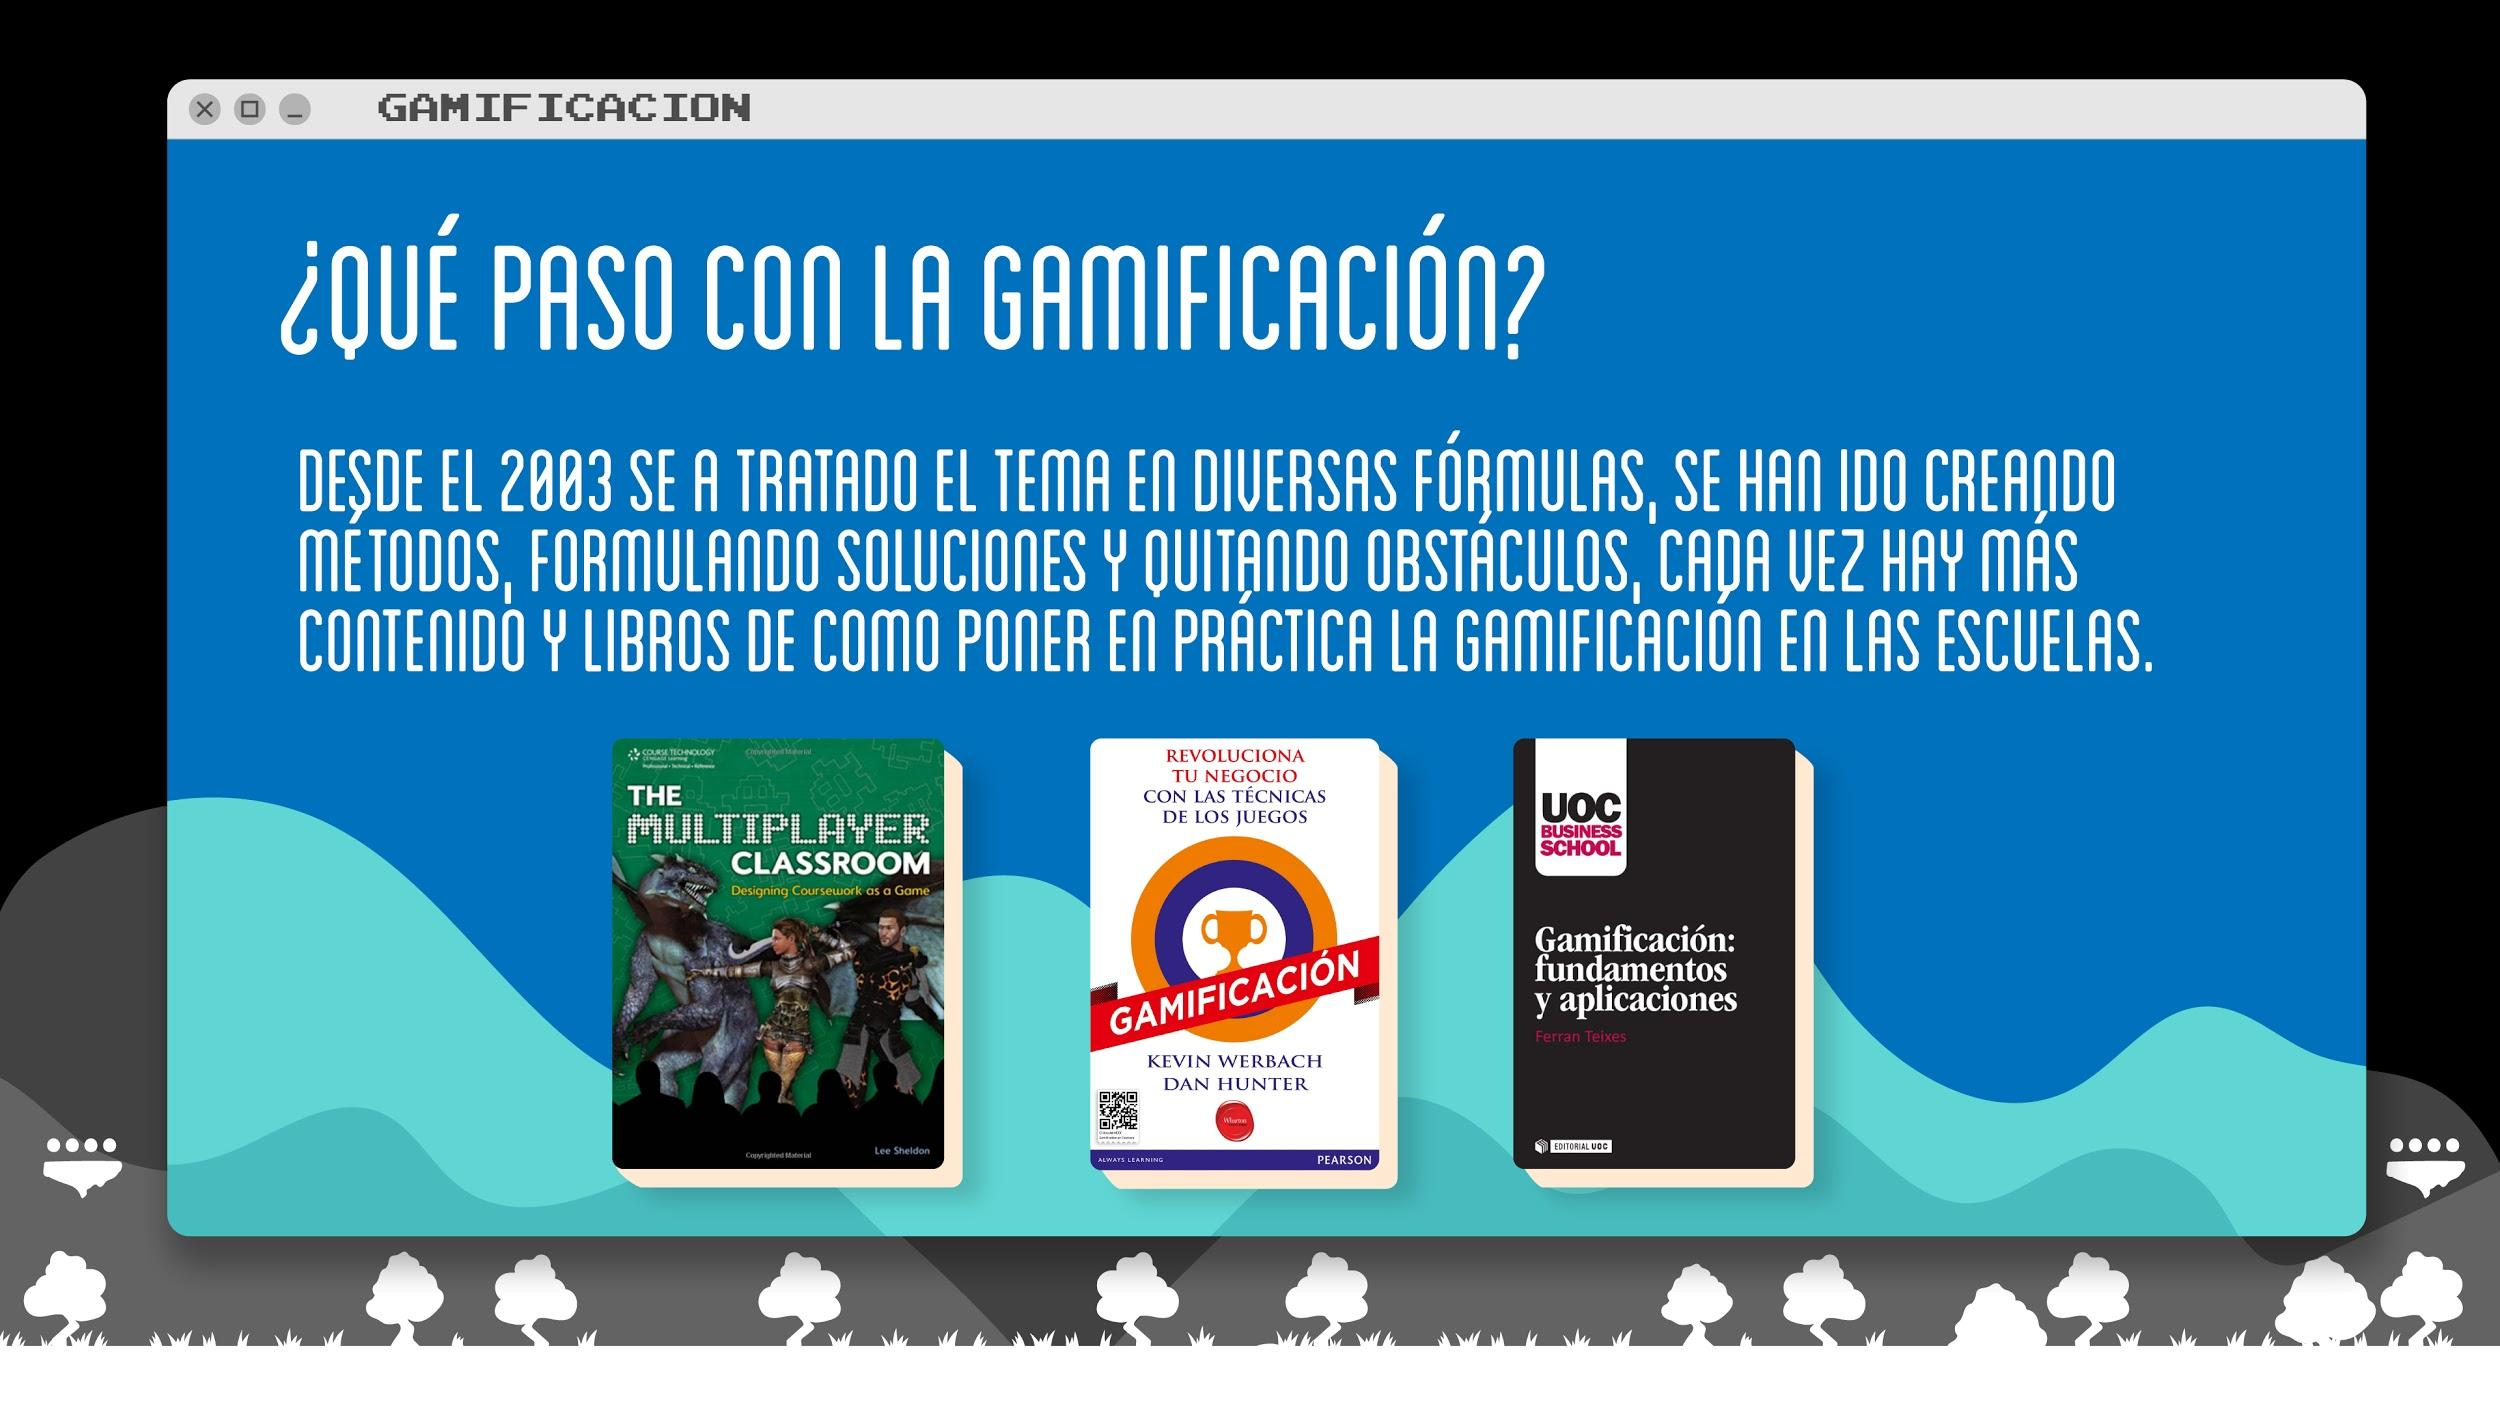 GAMIFICACION
¿QUÉ PASO CON LA GAMIFICACIÓN?
DESDE EL 2003 SE A TRATADO EL TEMA EN DIVERSAS FÓRMULAS, SE HAN IDO CREANDO
MÉTODOS, FORMULANDO SOLUCIONES Y QUITANDO OBSTÁCULOS, CADA VEZ HAY MÁS
CONTENIDO Y LIBROS DE COMO PONER EN PRÁCTICA LA GAMIFICACIÓN EN LAS ESCUELAS.
COURSE TECHNOLOGY
CENGAGE Learning
Professional • Technical • Reference
Copyrighted Material
THE
MULTIPLAYER
CLASSROOM
Designing Coursework as a Game
Copyrighted Material
Lee Sheldon
REVOLUCIONA
TU NEGOCIO
CON LAS TÉCNICAS
DE LOS JUEGOS
GAMIFICACIÓN
KEVIN WERBACH
DAN HUNTER
Wharton
ALWAYS LEARNING
PEARSON
UOC
BUSINESS
SCHOOL
Gamificación:
fundamentos
y aplicaciones
Ferran Teixes
EDITORIAL UOC